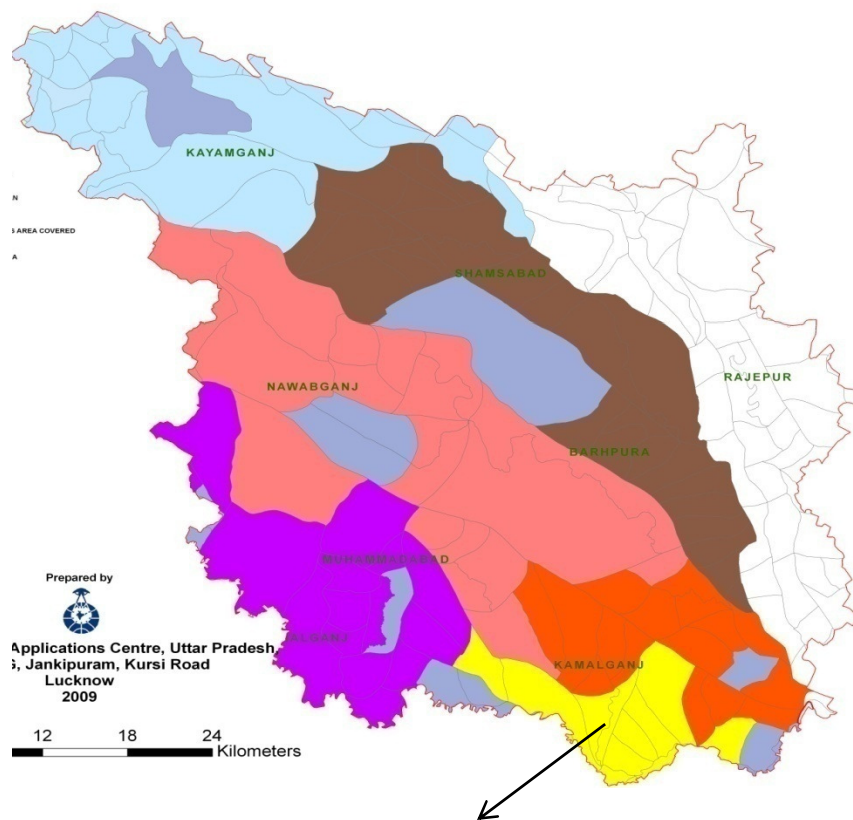 KAYAMGANJ
N
AREA COVERED
A
SHAMSABAD
RAJEPUR
NAWABGANJ
BARHPURA
MUHAMMADABAD
Prepared by
JALGANJ
Applications Centre, Uttar Pradesh,
Jankipuram, Kursi Road
KAMALGANJ
Lucknow
2009
12 18 24
Kilometers